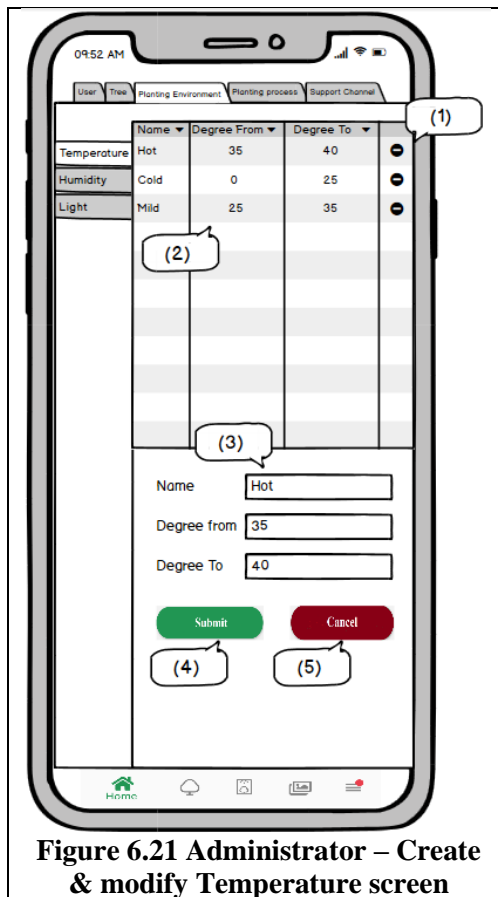 09:52 AM
User Tree Planting Environment Planting process Support Channel
(1)
Name Degree From Degree To
Temperature Hot 35 40
Humidity Cold 0 25
Light Mild 25 35
(2)
(3)
Name Hot
Degree from 35
Degree To 40
Submit Cancel
(4) (5)
Home
Figure 6.21 Administrator – Create
& modify Temperature screen